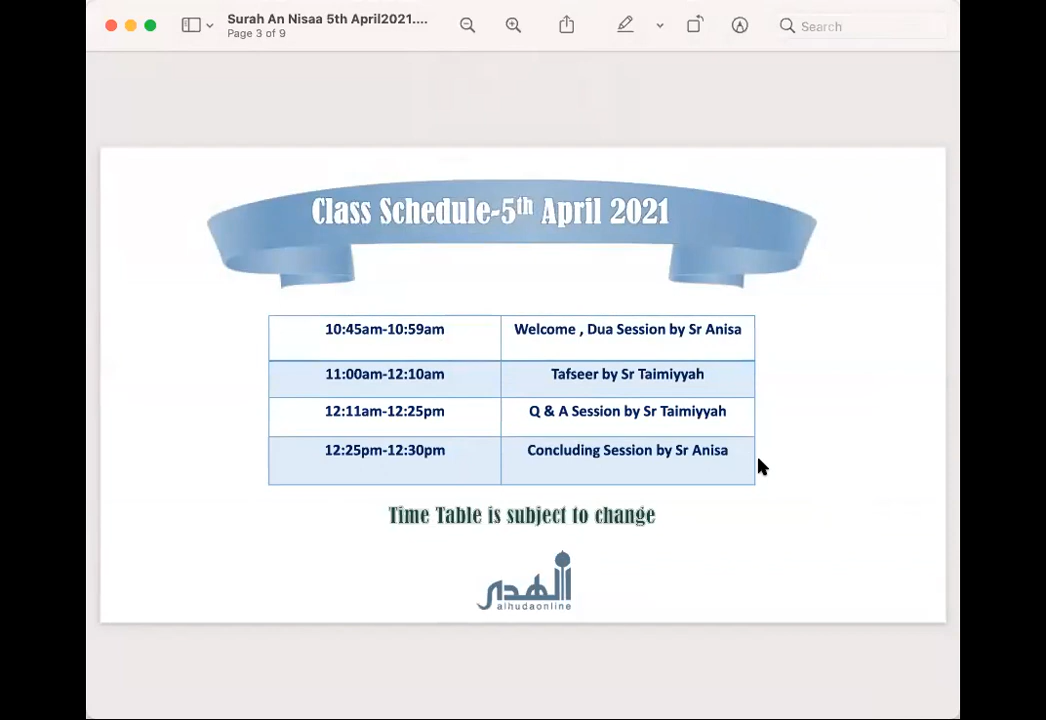 Surah An Nisaa 5th April2021....
Page 3 of 9
Search
Class Schedule-5th April 2021
10:45am-10:59am Welcome , Dua Session by Sr Anisa
11:00am-12:10am Tafseer by Sr Taimiyyah
12:11am-12:25pm Q & A Session by Sr Taimiyyah
12:25pm-12:30pm Concluding Session by Sr Anisa
Time Table is subject to change
الهدى
alhudaonline